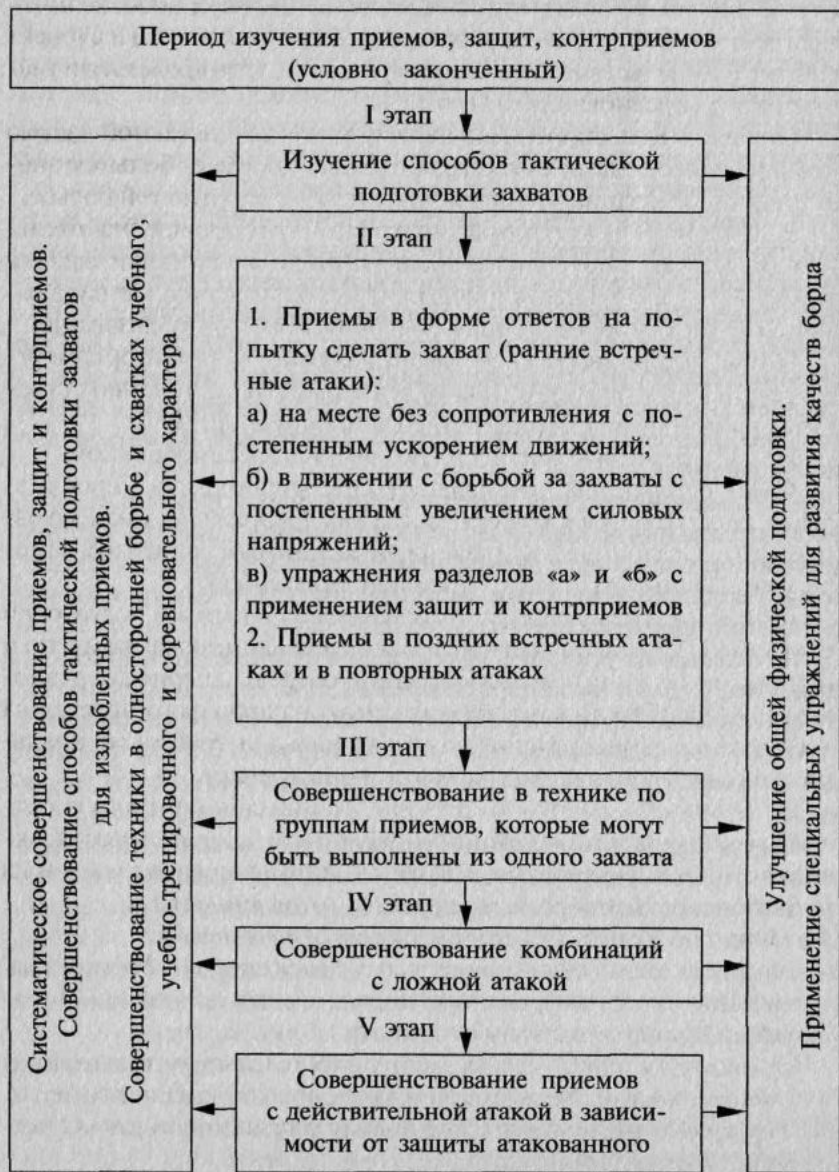 Период изучения приемов, защит, контрприемов
(условно законченный)
I этап
Изучение способов тактической
подготовки захватов
II этап
1. Приемы в форме ответов на по-
пытку сделать захват (ранние встреч-
ные атаки):
а) на месте без сопротивления с по-
степенным ускорением движений;
б) в движении с борьбой за захваты с
постепенным увеличением силовых
напряжений;
в) упражнения разделов «а» и «б» с
применением защит и контрприемов
2. Приемы в поздних встречных ата-
ках и в повторных атаках
III этап
Совершенствование в технике по
группам приемов, которые могут
быть выполнены из одного захвата
IV этап
Совершенствование комбинаций
с ложной атакой
V этап
Совершенствование приемов
с действительной атакой в зависи-
мости от защиты атакованного
Систематическое совершенствование приемов, защит и контрприемов.
Совершенствование способов тактической подготовки захватов
для излюбленных приемов.
Совершенствование техники в односторонней борьбе и схватках учебного,
учебно-тренировочного и соревновательного характера
Улучшение общей физической подготовки.
Применение специальных упражнений для развития качеств борца